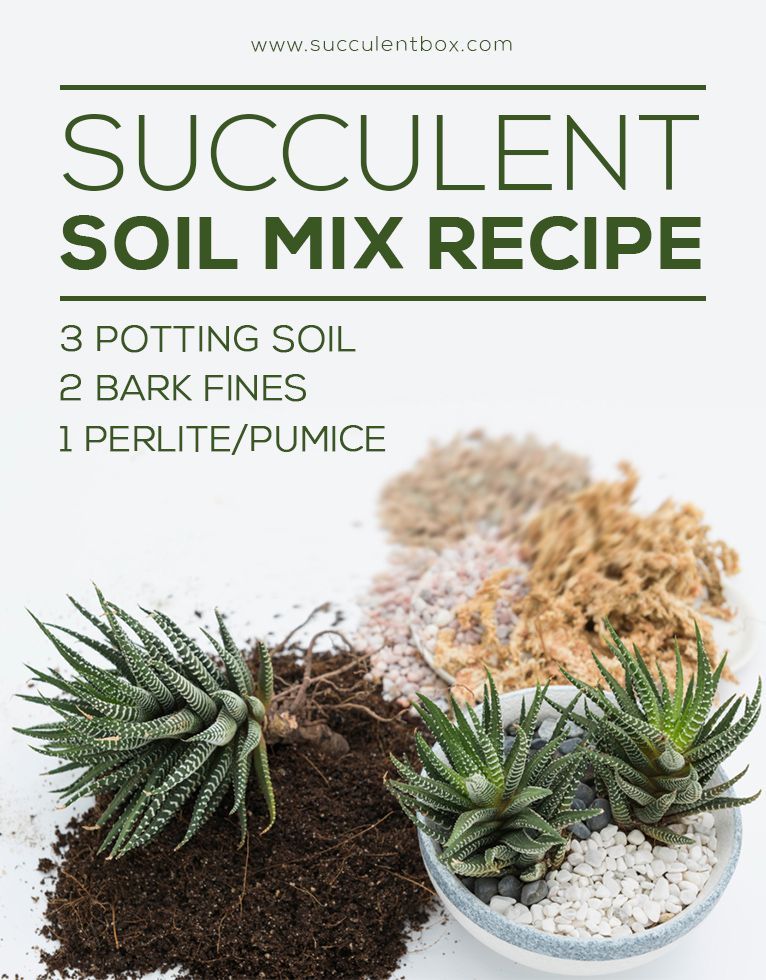 www.succulentbox.com
SUCCULENT
SOIL MIX RECIPE
3 POTTING SOIL
2 BARK FINES
1 PERLITE/PUMICE